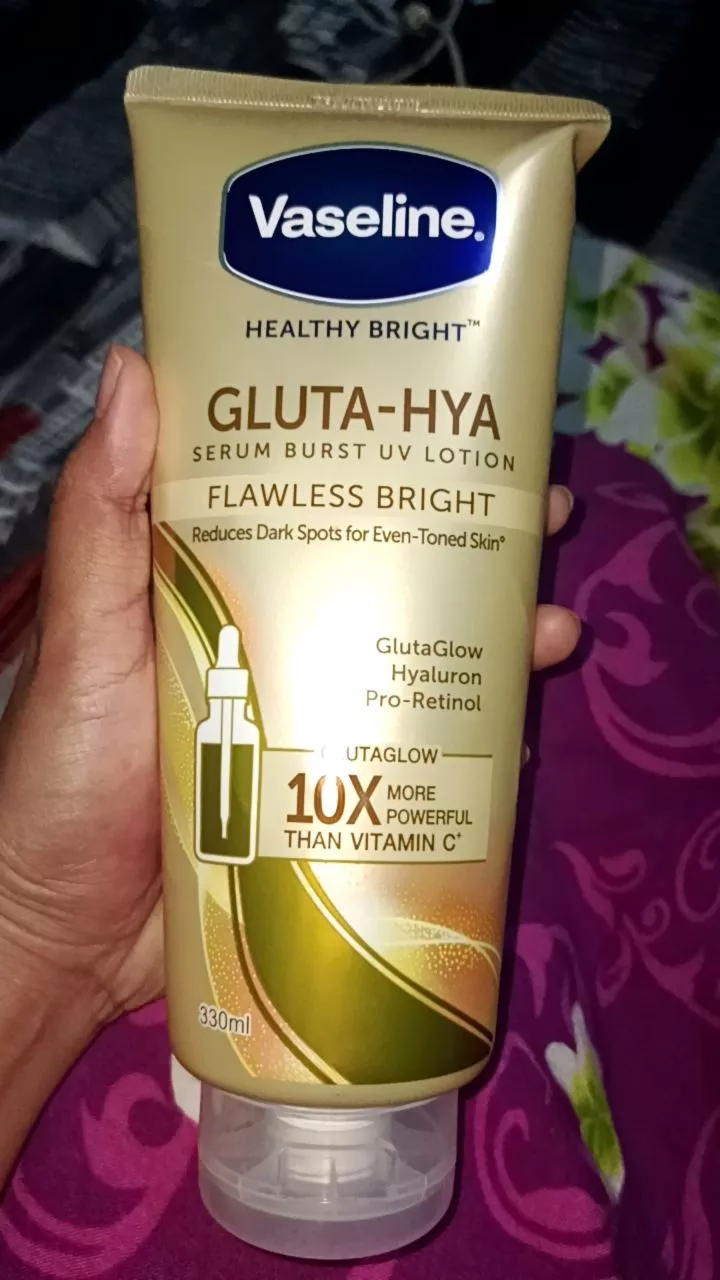 Vaseline.
HEALTHY BRIGHT™
GLUTA-HYA
SERUM BURST UV LOTION
FLAWLESS BRIGHT
Reduces Dark Spots for Even-Toned Skin°
GlutaGlow
Hyaluron
Pro-Retinol
UTAGLOW
10X MORE
POWERFUL
THAN VITAMIN C⁺
330ml